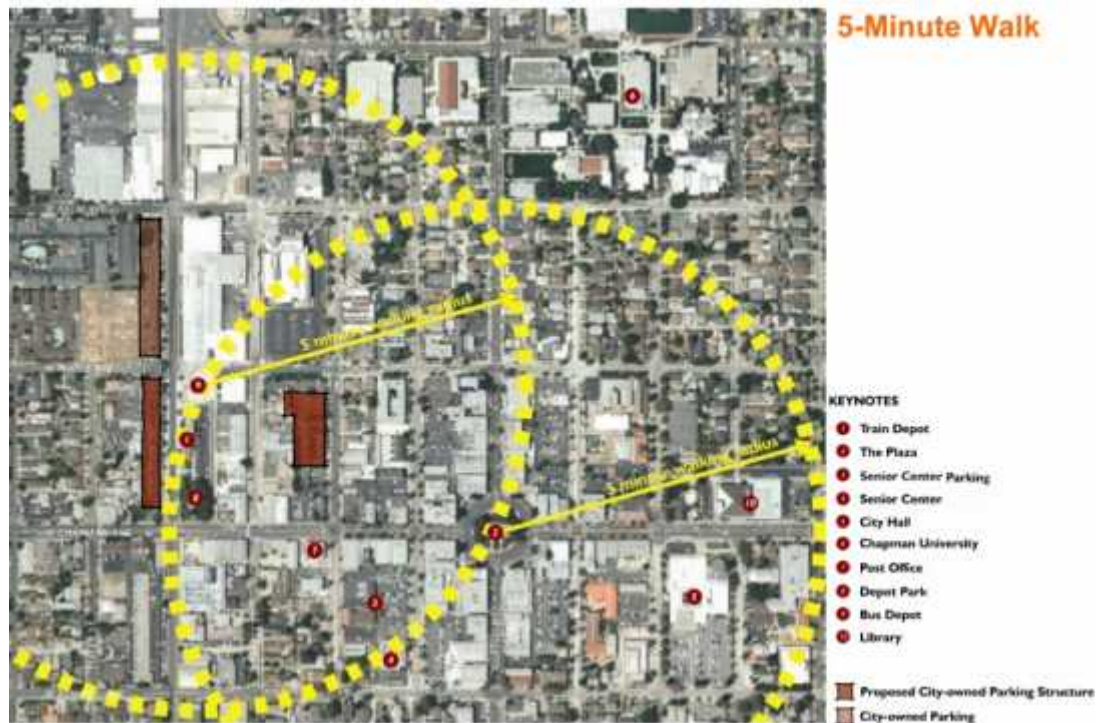 5-Minute Walk
5 minute walking radius
5 minute walking radius
KEYNOTES
Train Depot
The Plaza
Senior Center Parking
Senior Center
City Hall
Chapman University
Post Office
Depot Park
Bus Depot
10 Library
Proposed City-owned Parking Structure
City-owned Parking